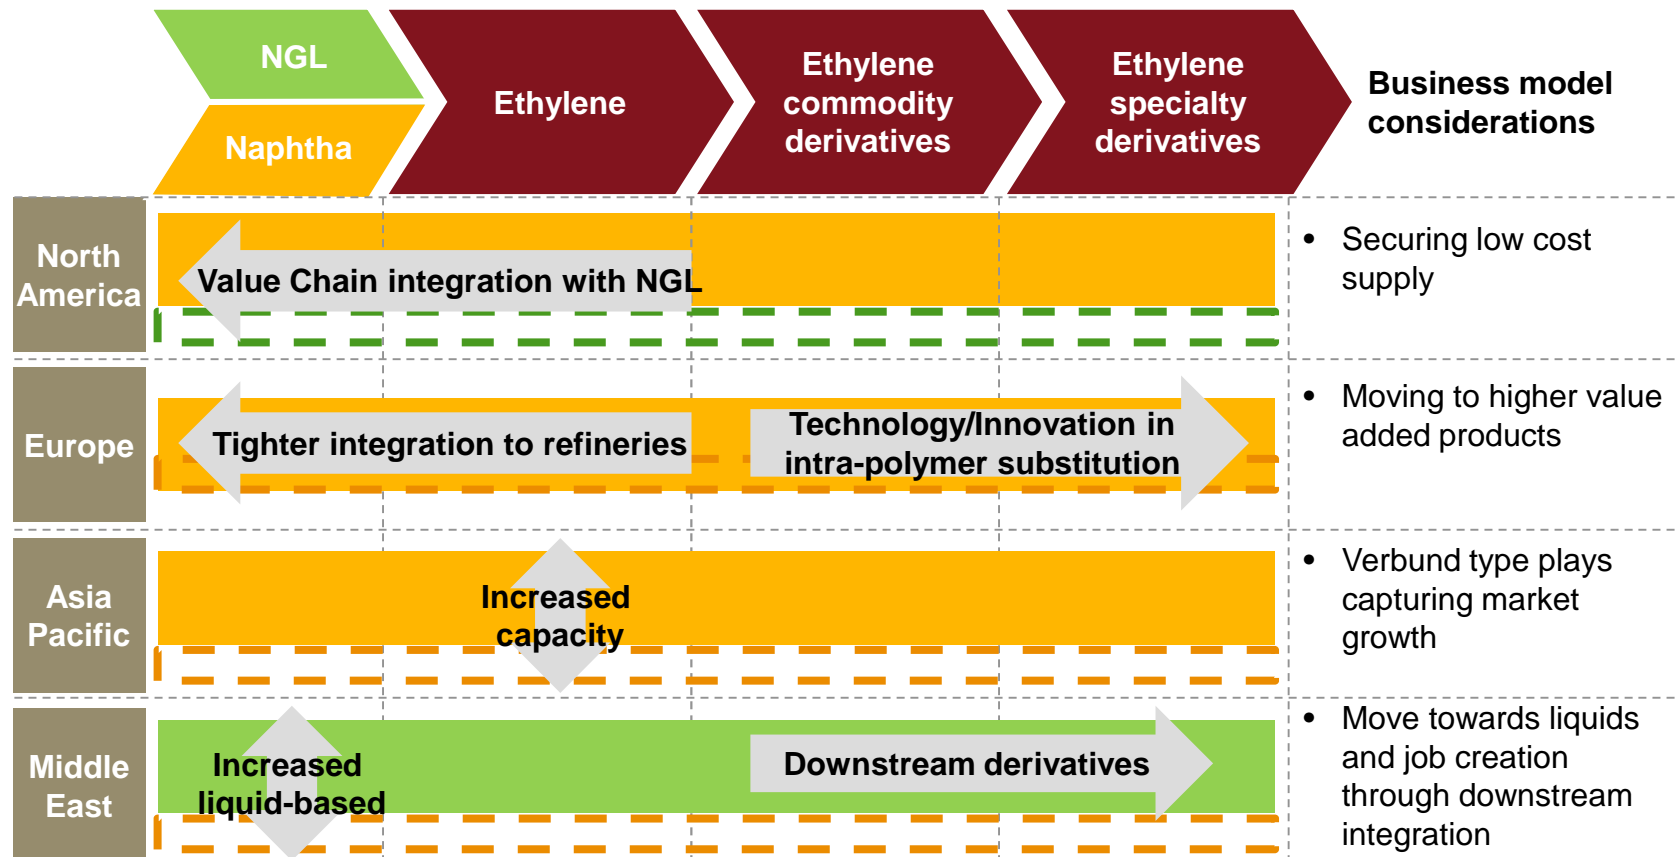 NGL
Naphtha
Ethylene
Ethylene
commodity
derivatives
Ethylene
specialty
derivatives
Business model
considerations
North
America
Value Chain integration with NGL
• Securing low cost
supply
Europe
Tighter integration to refineries
Technology/Innovation in
intra-polymer substitution
• Moving to higher value
added products
Asia
Pacific
Increased
capacity
• Verbund type plays
capturing market
growth
Middle
East
Increased
liquid-based
Downstream derivatives
• Move towards liquids
and job creation
through downstream
integration